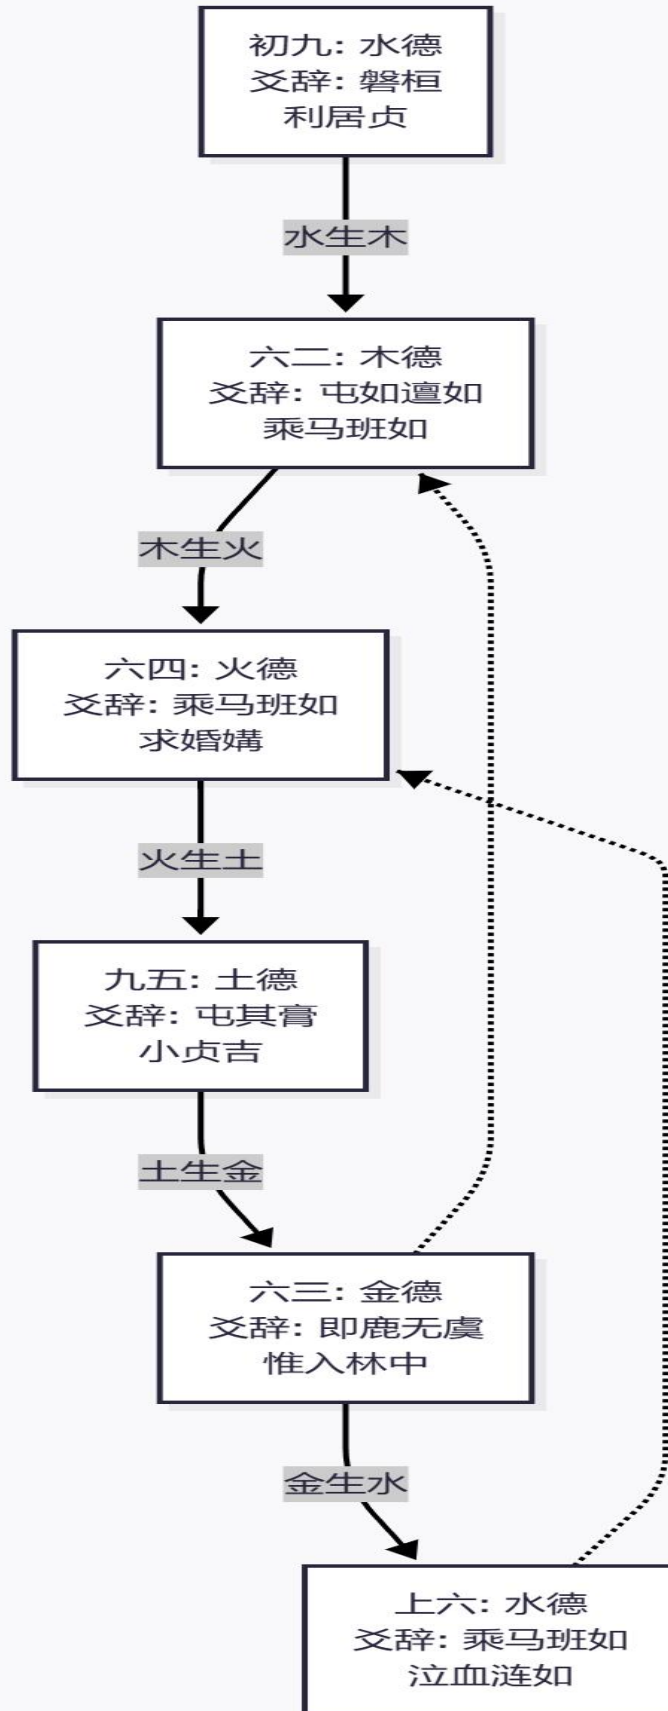 初九: 水德
爻辞: 磐桓
利居贞
水生木
六二: 木德
爻辞: 屯如邅如
乘马班如
木生火
六四: 火德
爻辞: 乘马班如
求婚媾
火生土
九五: 土德
爻辞: 屯其膏
小贞吉
土生金
六三: 金德
爻辞: 即鹿无虞
惟入林中
金生水
上六: 水德
爻辞: 乘马班如
泣血涟如